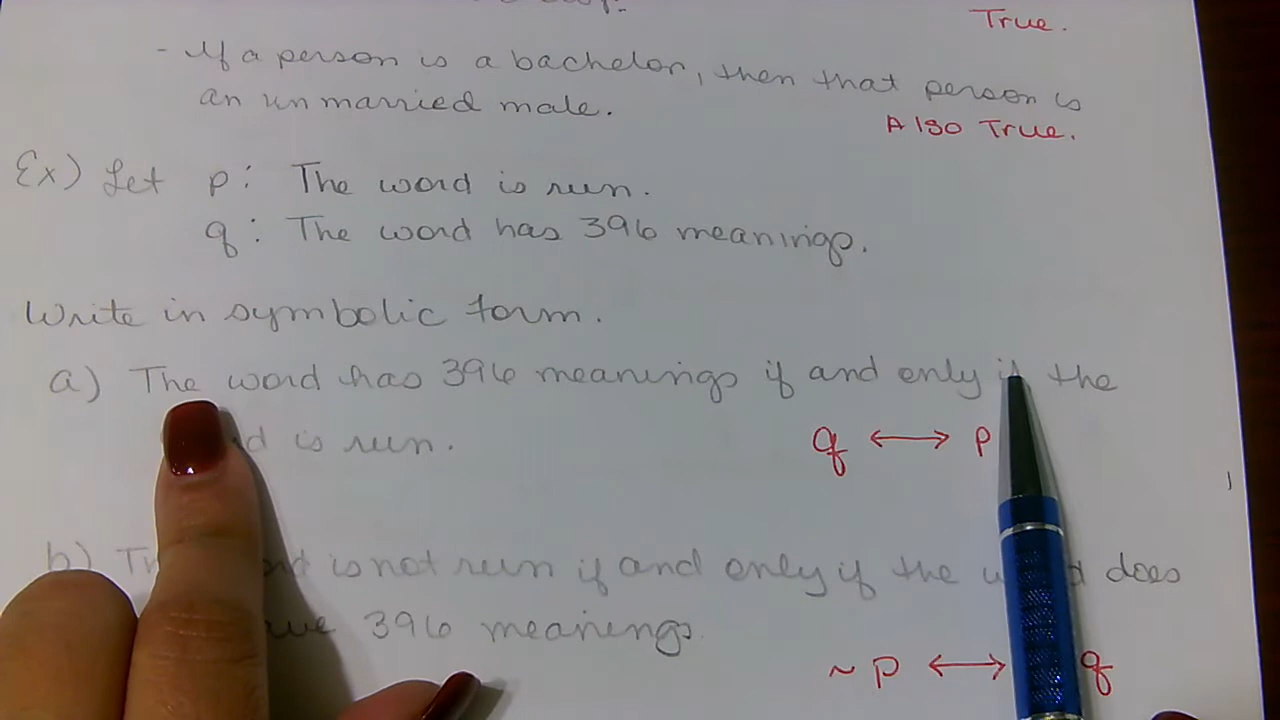 True.
- If a person is a bachelor, then that person is
an unmarried male.
Also True.
Ex) Let p: The word is run.
q: The word has 396 meanings.
Write in symbolic form.
a) The word has 396 meanings if and only if the
is run.
q ↔ p
b) is not run if and only if the does
396 meanings.
~p ↔ q